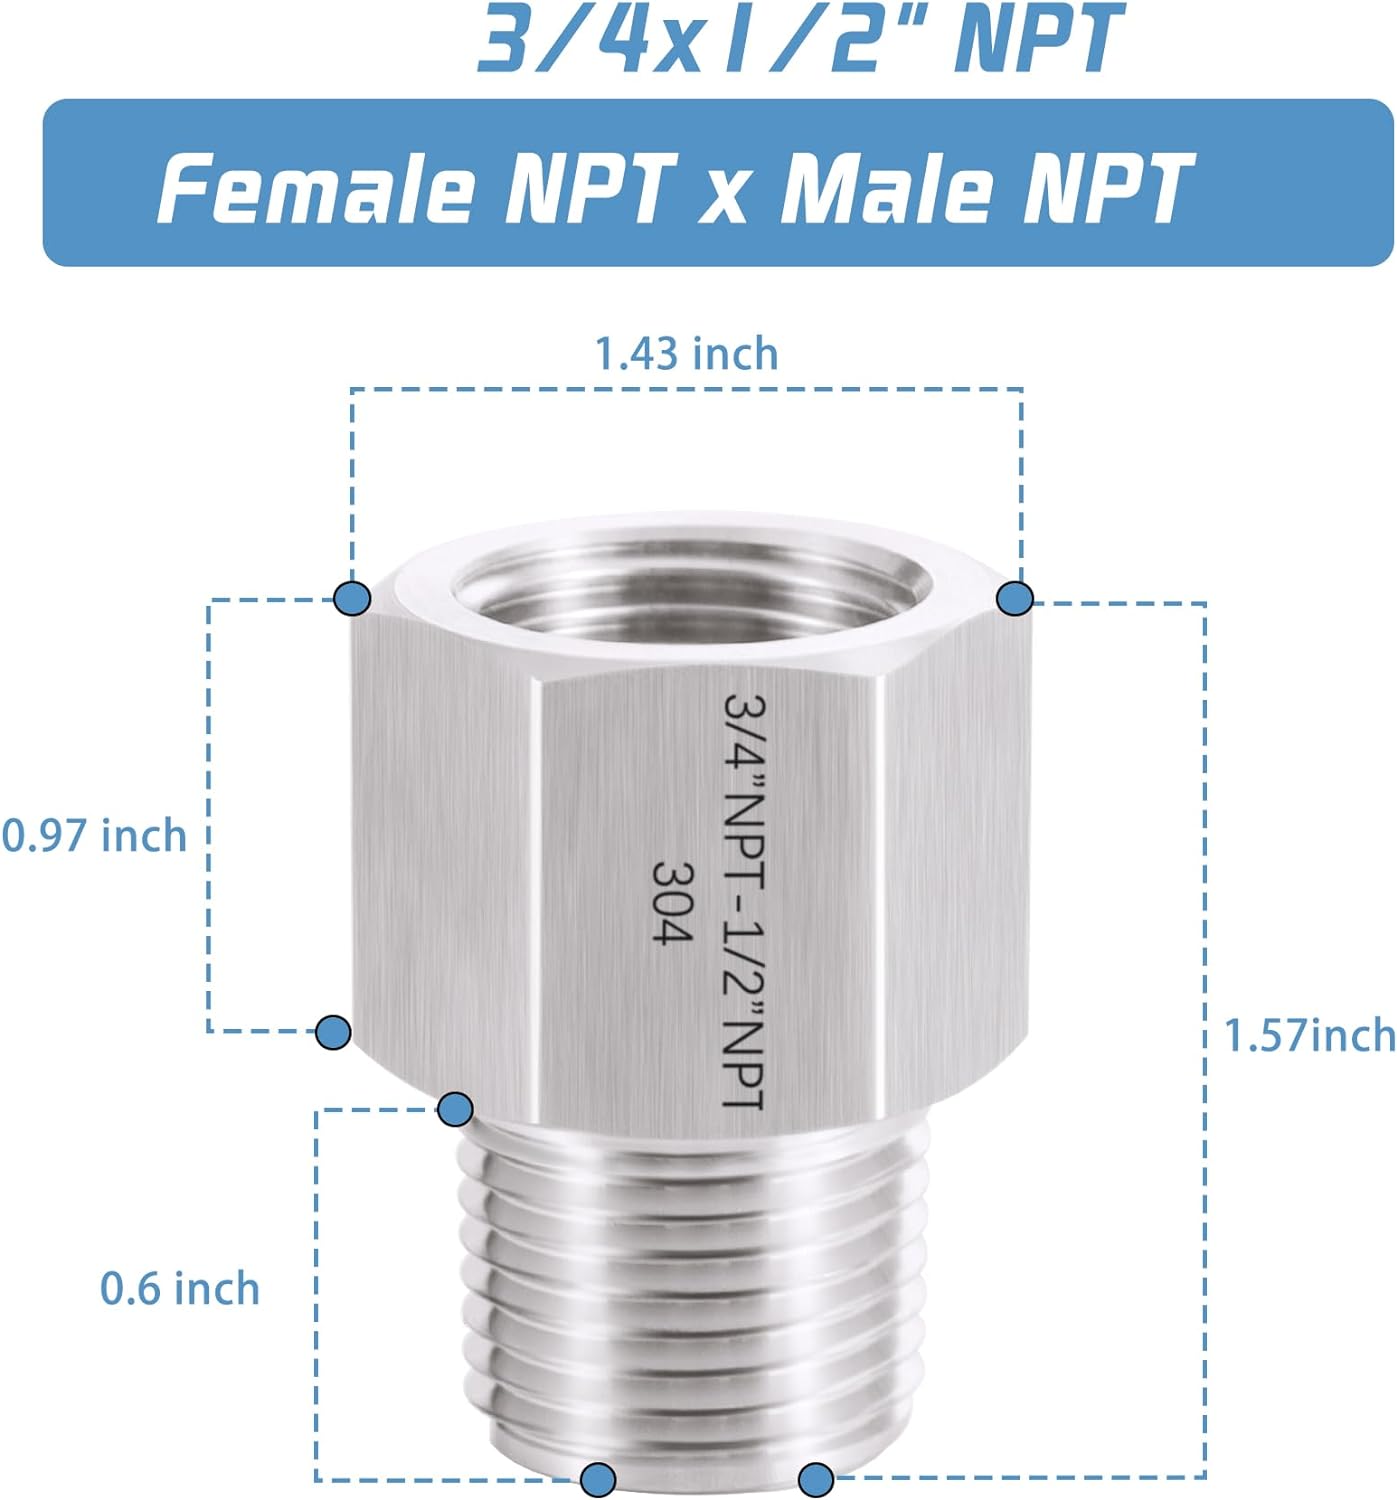 3/4x1/2" NPT
Female NPT x Male NPT
1.43 inch
0.97 inch
3/4”NPT-1/2”NPT
304
1.57inch
0.6 inch